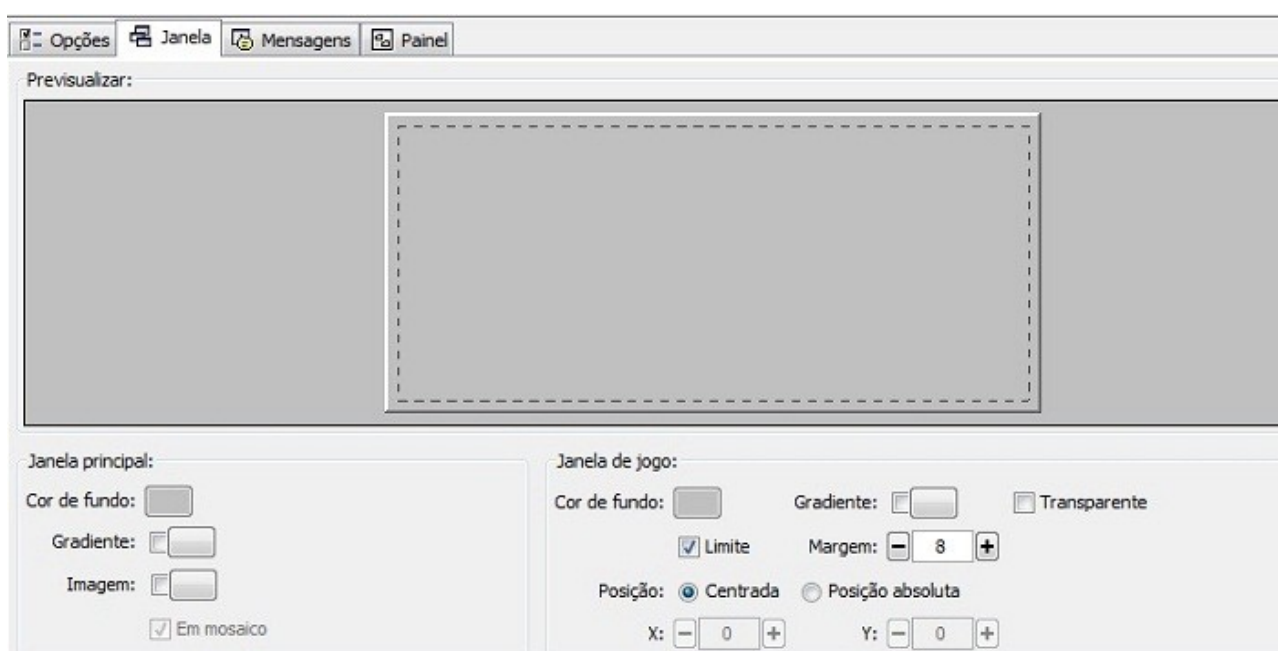 Opções Janela Mensagens Painel
Previsualizar:
Janela principal:
Cor de fundo:
Gradiente:
Imagem:
Em mosaico
Janela de jogo:
Cor de fundo: Gradiente: Transparente
Limite Margem: - 8 +
Posição: Centrada Posição absoluta
X: - 0 + Y: - 0 +